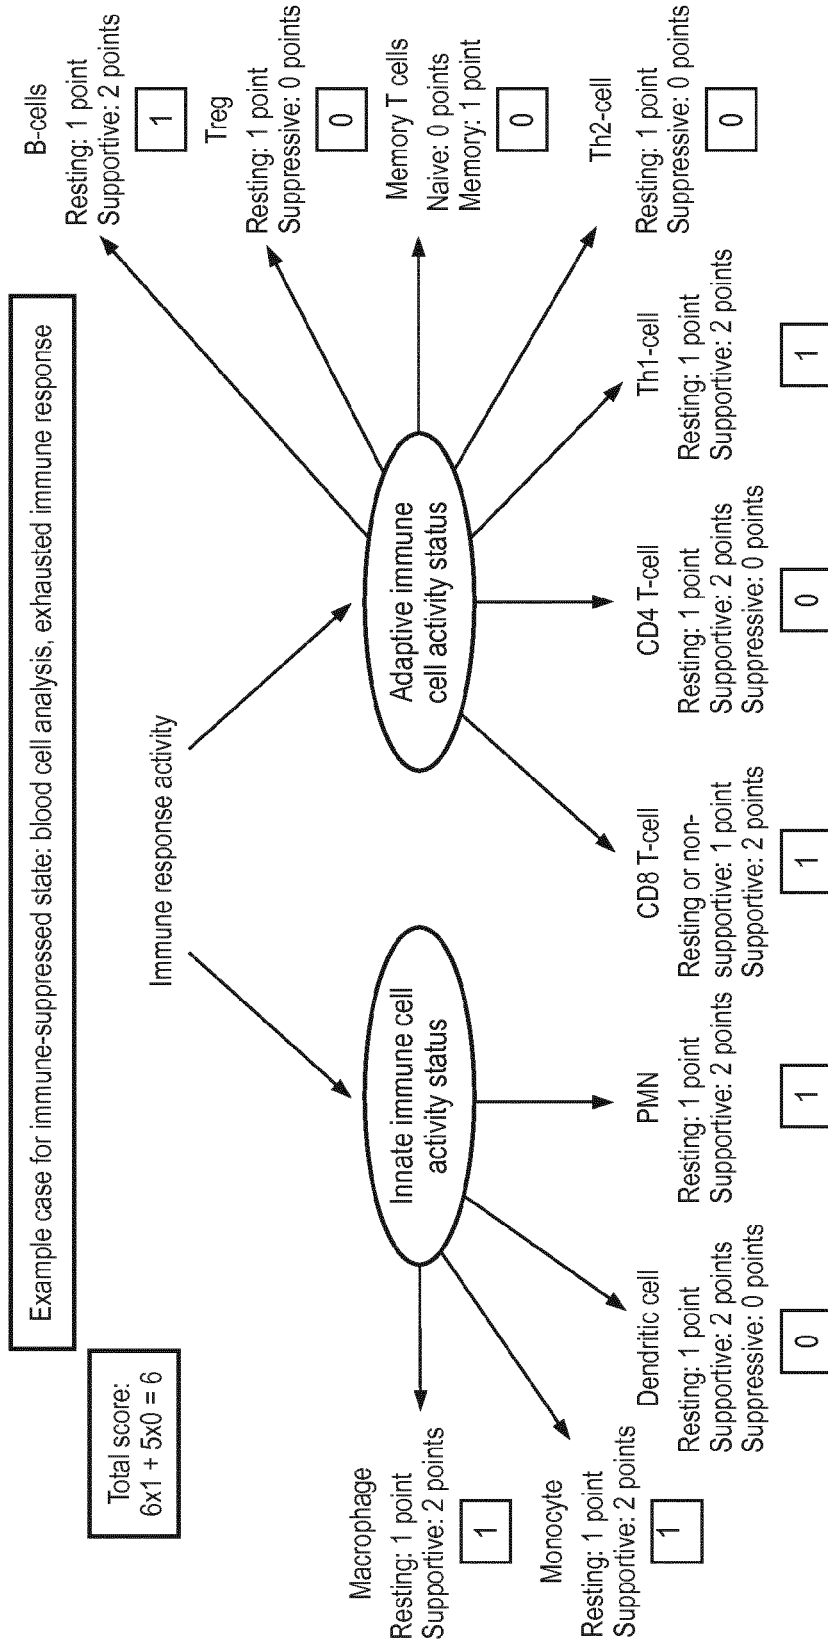 Example case for immune-suppressed state: blood cell analysis, exhausted immune response
Total score:
6x1 + 5x0 = 6
Immune response activity
Innate immune cell
activity status
Adaptive immune
cell activity status
Macrophage
Resting: 1 point
Supportive: 2 points
1
Monocyte
Resting: 1 point
Supportive: 2 points
1
Dendritic cell
Resting: 1 point
Supportive: 2 points
Suppressive: 0 points
0
PMN
Resting: 1 point
Supportive: 2 points
1
CD8 T-cell
Resting or non-
supportive: 1 point
Supportive: 2 points
1
CD4 T-cell
Resting: 1 point
Supportive: 2 points
Suppressive: 0 points
0
Th1-cell
Resting: 1 point
Supportive: 2 points
1
Th2-cell
Resting: 1 point
Suppressive: 0 points
0
Memory T cells
Naive: 0 points
Memory: 1 point
0
Treg
Resting: 1 point
Suppressive: 0 points
0
B-cells
Resting: 1 point
Supportive: 2 points
1